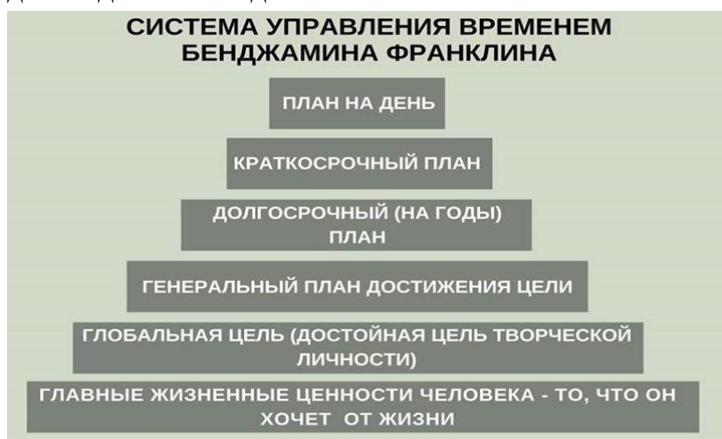 СИСТЕМА УПРАВЛЕНИЯ ВРЕМЕНЕМ
БЕНДЖАМИНА ФРАНКЛИНА
ПЛАН НА ДЕНЬ
КРАТКОСРОЧНЫЙ ПЛАН
ДОЛГОСРОЧНЫЙ (НА ГОДЫ)
ПЛАН
ГЕНЕРАЛЬНЫЙ ПЛАН ДОСТИЖЕНИЯ ЦЕЛИ
ГЛОБАЛЬНАЯ ЦЕЛЬ (ДОСТОЙНАЯ ЦЕЛЬ ТВОРЧЕСКОЙ
ЛИЧНОСТИ)
ГЛАВНЫЕ ЖИЗНЕННЫЕ ЦЕННОСТИ ЧЕЛОВЕКА - ТО, ЧТО ОН
ХОЧЕТ ОТ ЖИЗНИ